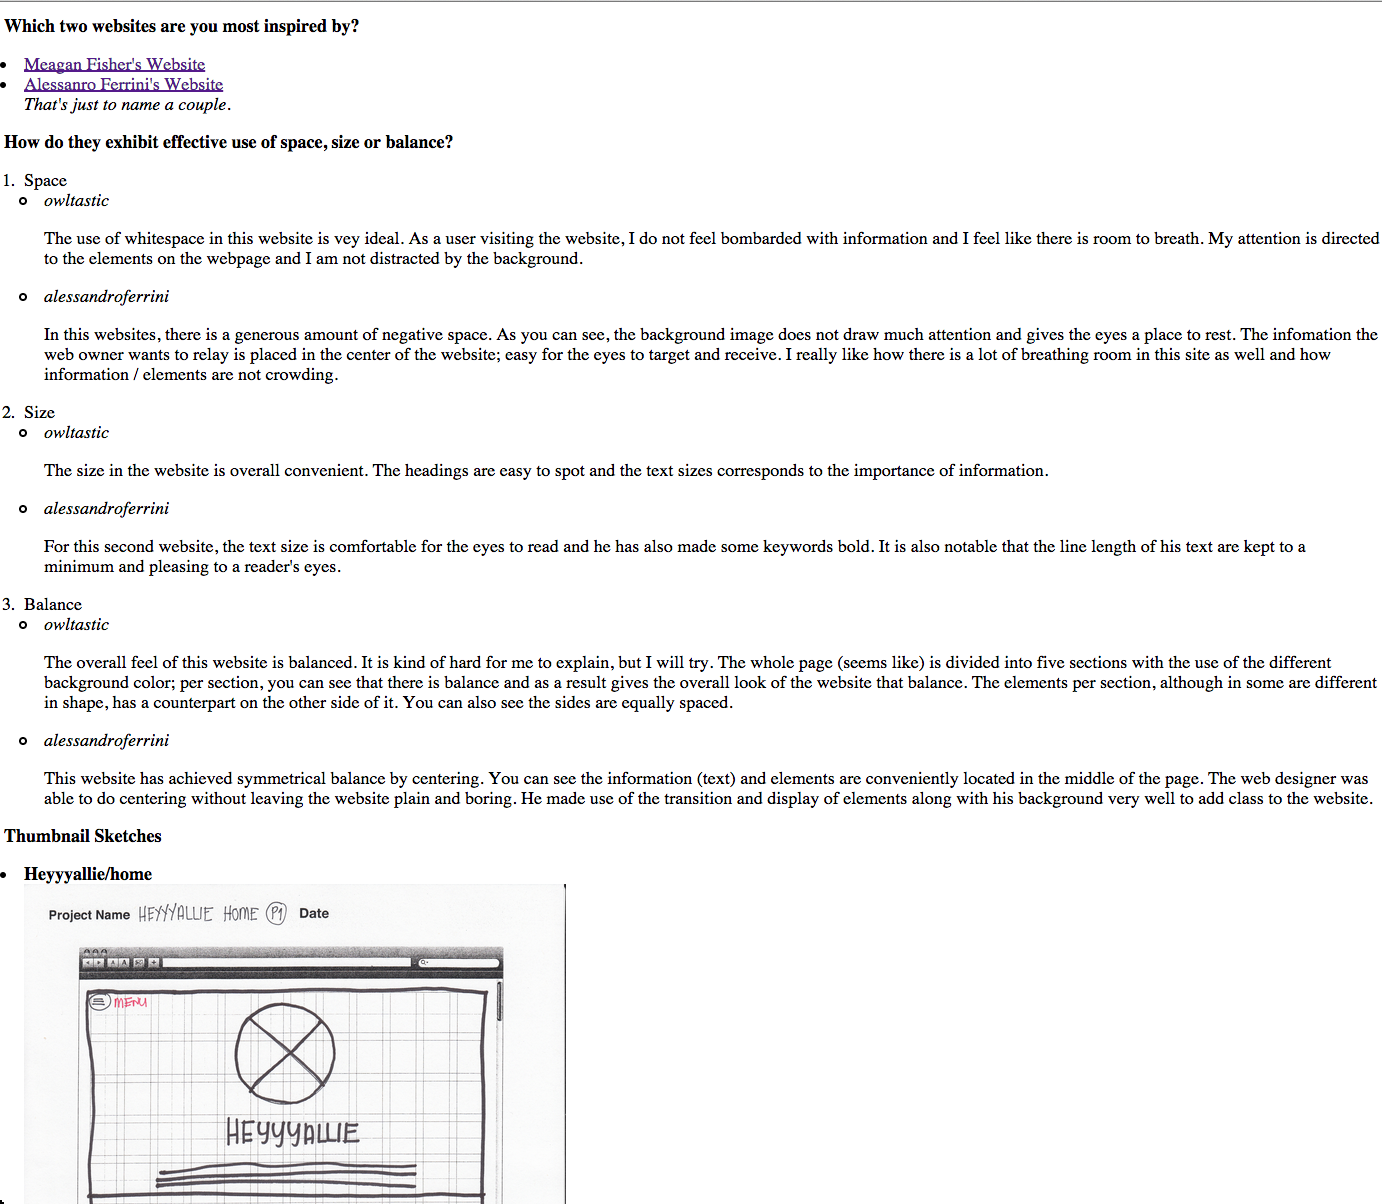 Which two websites are you most inspired by?
Meagan Fisher's Website
Alessanro Ferrini's Website
That's just to name a couple.
How do they exhibit effective use of space, size or balance?
1. Space
owltastic
The use of whitespace in this website is vey ideal. As a user visiting the website, I do not feel bombarded with information and I feel like there is room to breath. My attention is directed
to the elements on the webpage and I am not distracted by the background.
alessandroferrini
In this websites, there is a generous amount of negative space. As you can see, the background image does not draw much attention and gives the eyes a place to rest. The infomation the
web owner wants to relay is placed in the center of the website; easy for the eyes to target and receive. I really like how there is a lot of breathing room in this site as well and how
information / elements are not crowding.
2. Size
owltastic
The size in the website is overall convenient. The headings are easy to spot and the text sizes corresponds to the importance of information.
alessandroferrini
For this second website, the text size is comfortable for the eyes to read and he has also made some keywords bold. It is also notable that the line length of his text are kept to a
minimum and pleasing to a reader's eyes.
3. Balance
owltastic
The overall feel of this website is balanced. It is kind of hard for me to explain, but I will try. The whole page (seems like) is divided into five sections with the use of the different
background color; per section, you can see that there is balance and as a result gives the overall look of the website that balance. The elements per section, although in some are different
in shape, has a counterpart on the other side of it. You can also see the sides are equally spaced.
alessandroferrini
This website has achieved symmetrical balance by centering. You can see the information (text) and elements are conveniently located in the middle of the page. The web designer was
able to do centering without leaving the website plain and boring. He made use of the transition and display of elements along with his background very well to add class to the website.
Thumbnail Sketches
Heyyyallie/home
Project Name HEYYYALLIE HOME P1 Date
MENU
HEYYYALLIE